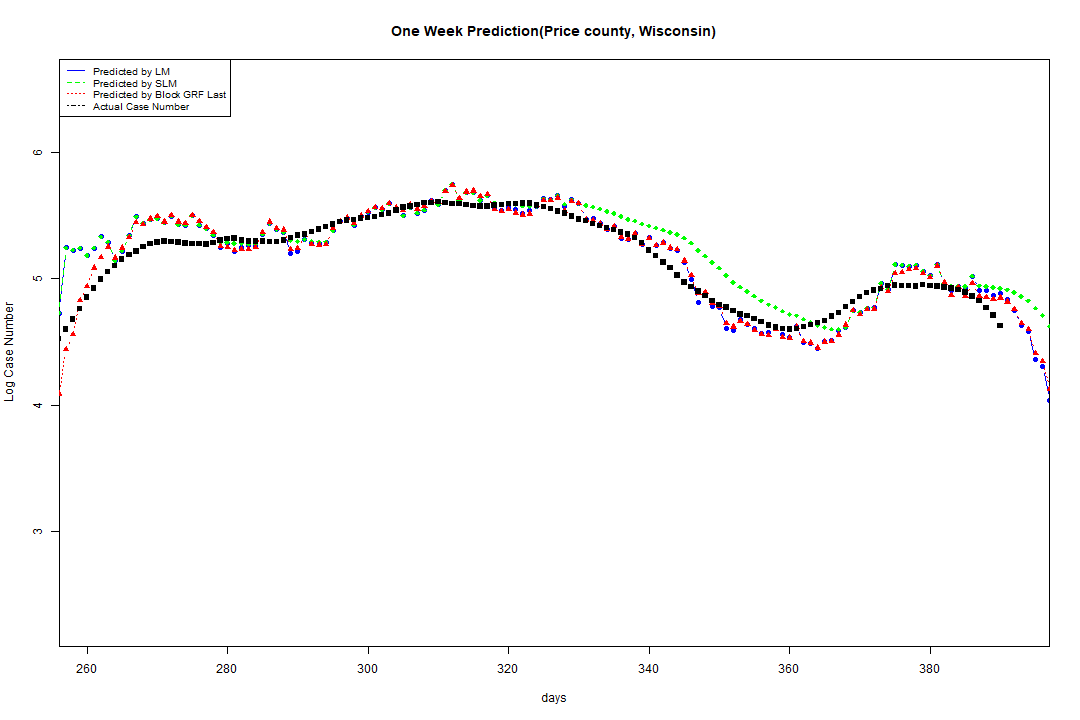 One Week Prediction(Price county, Wisconsin)
Predicted by LM
Predicted by SLM
Predicted by Block GRF Last
Actual Case Number
6
5
4
3
Log Case Number
260 280 300 320 340 360 380
days